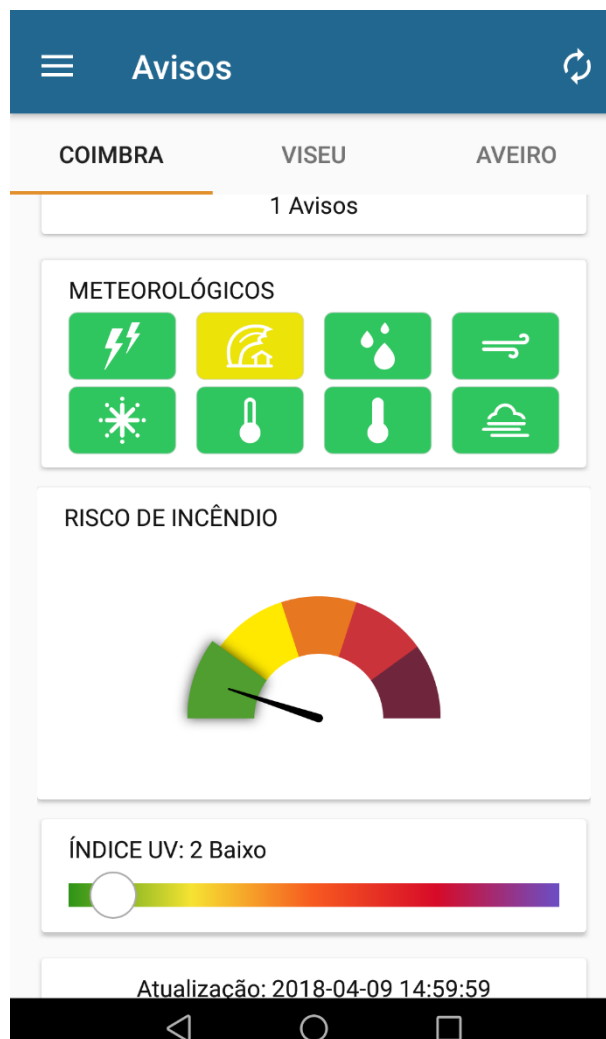 Avisos
COIMBRA VISEU AVEIRO
1 Avisos
METEOROLÓGICOS
RISCO DE INCÊNDIO
ÍNDICE UV: 2 Baixo
Atualização: 2018-04-09 14:59:59